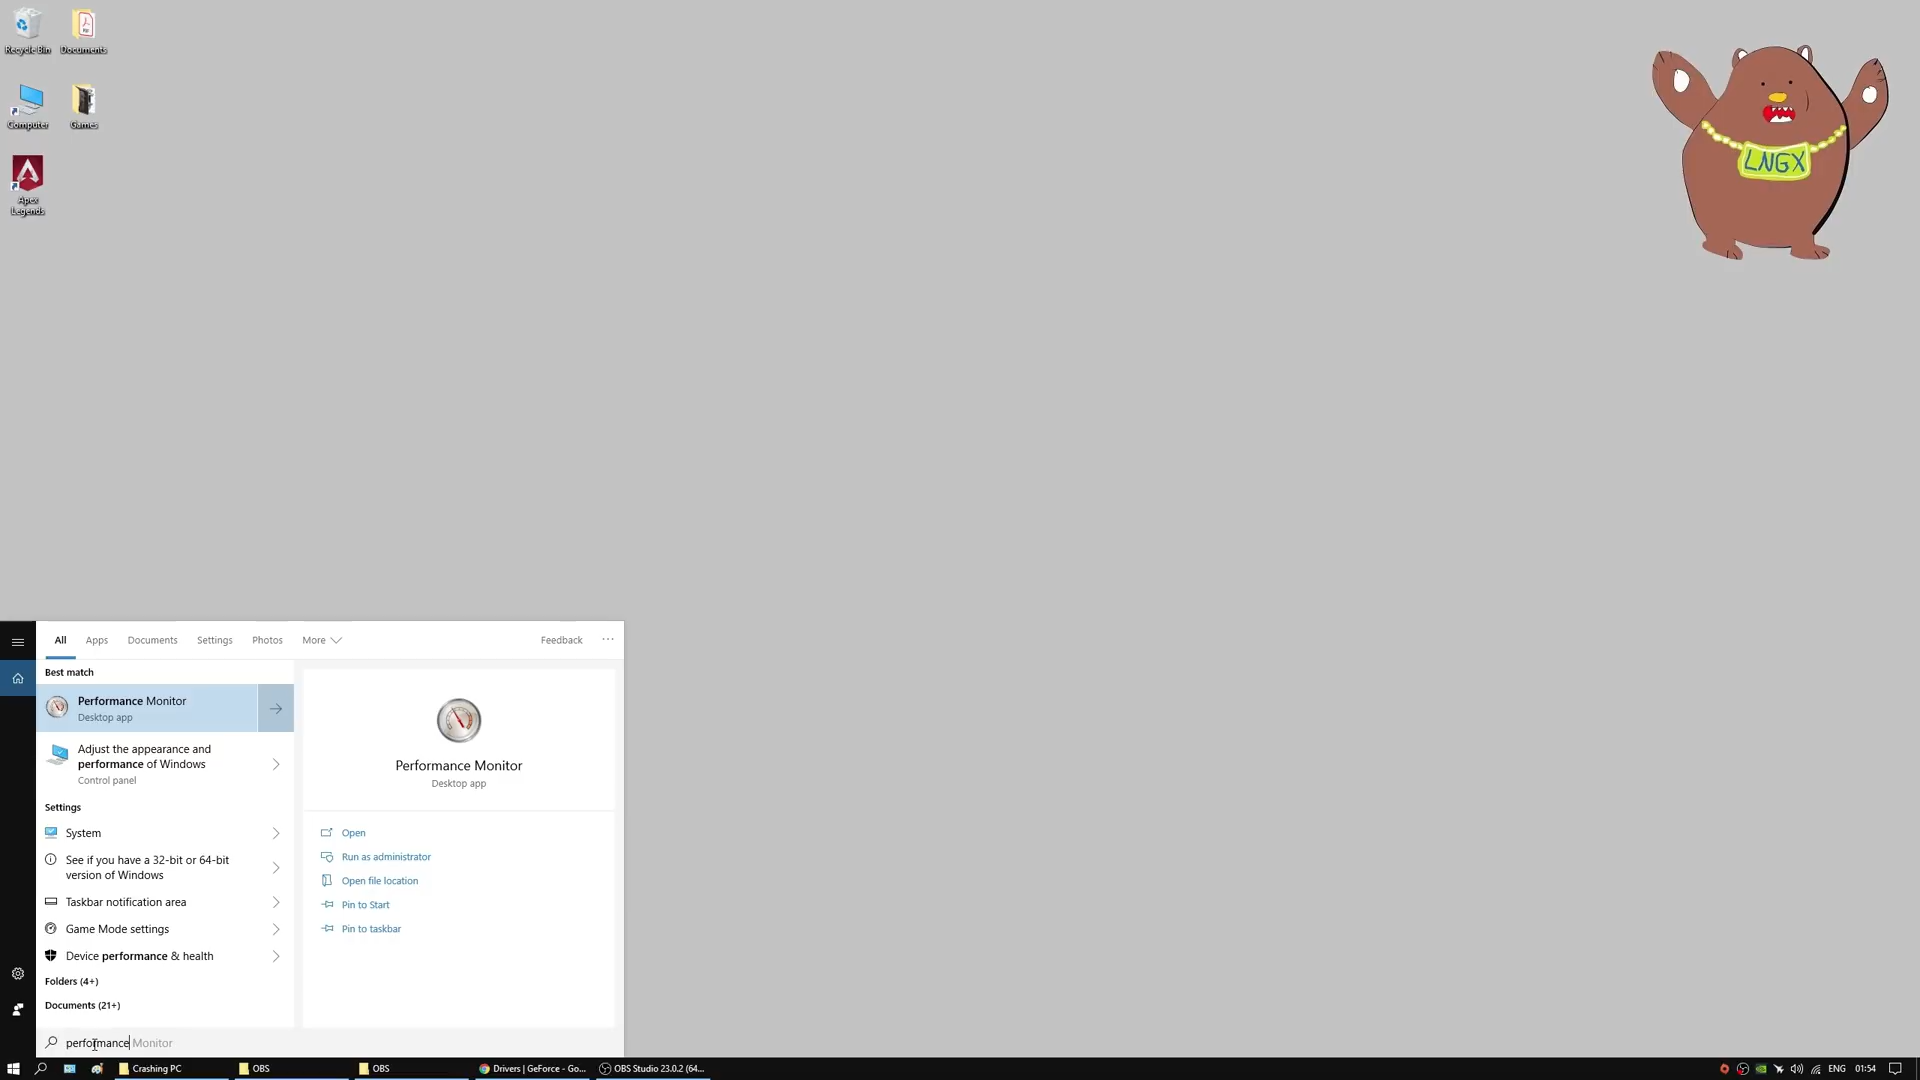 Recycle Bin
Documents
Computer
Games
Apex
Legends
LNGX
All
Apps
Documents
Settings
Photos
More
Feedback
Best match
Performance Monitor
Desktop app
Adjust the appearance and
performance of Windows
Control panel
Settings
System
See if you have a 32-bit or 64-bit
version of Windows
Taskbar notification area
Game Mode settings
Device performance & health
Folders (4+)
Documents (21+)
Performance Monitor
Desktop app
Open
Run as administrator
Open file location
Pin to Start
Pin to taskbar
performance Monitor
Crashing PC
OBS
OBS
Drivers | GeForce - Go...
OBS Studio 23.0.2 (64...
ENG
01:54